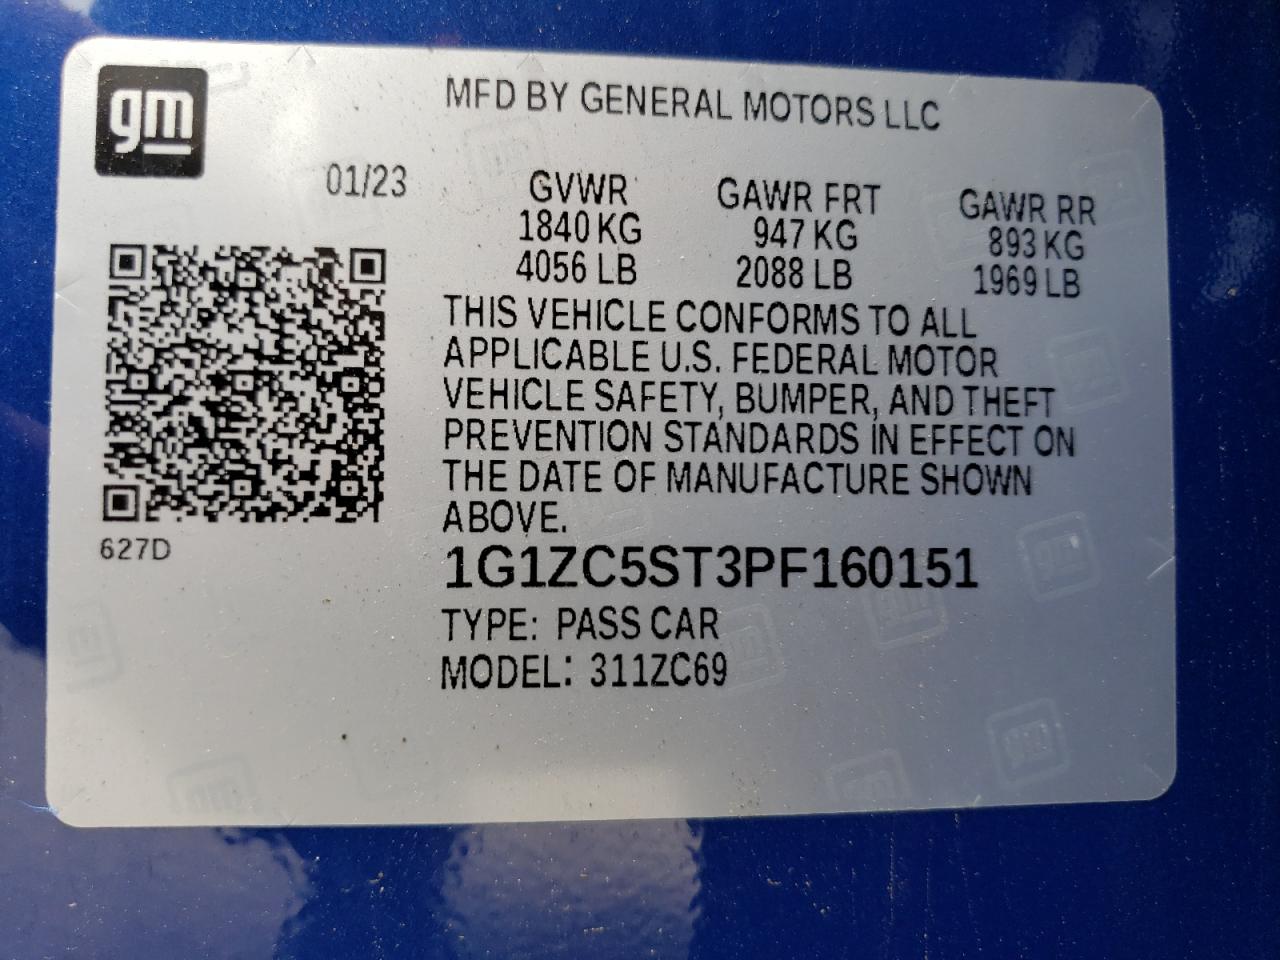 gm
MFD BY GENERAL MOTORS LLC
01/23
GVWR GAWR FRT GAWR RR
1840 KG 947 KG 893 KG
4056 LB 2088 LB 1969 LB
THIS VEHICLE CONFORMS TO ALL
APPLICABLE U.S. FEDERAL MOTOR
VEHICLE SAFETY, BUMPER, AND THEFT
PREVENTION STANDARDS IN EFFECT ON
THE DATE OF MANUFACTURE SHOWN
ABOVE.
627D
1G1ZC5ST3PF160151
TYPE: PASS CAR
MODEL: 311ZC69